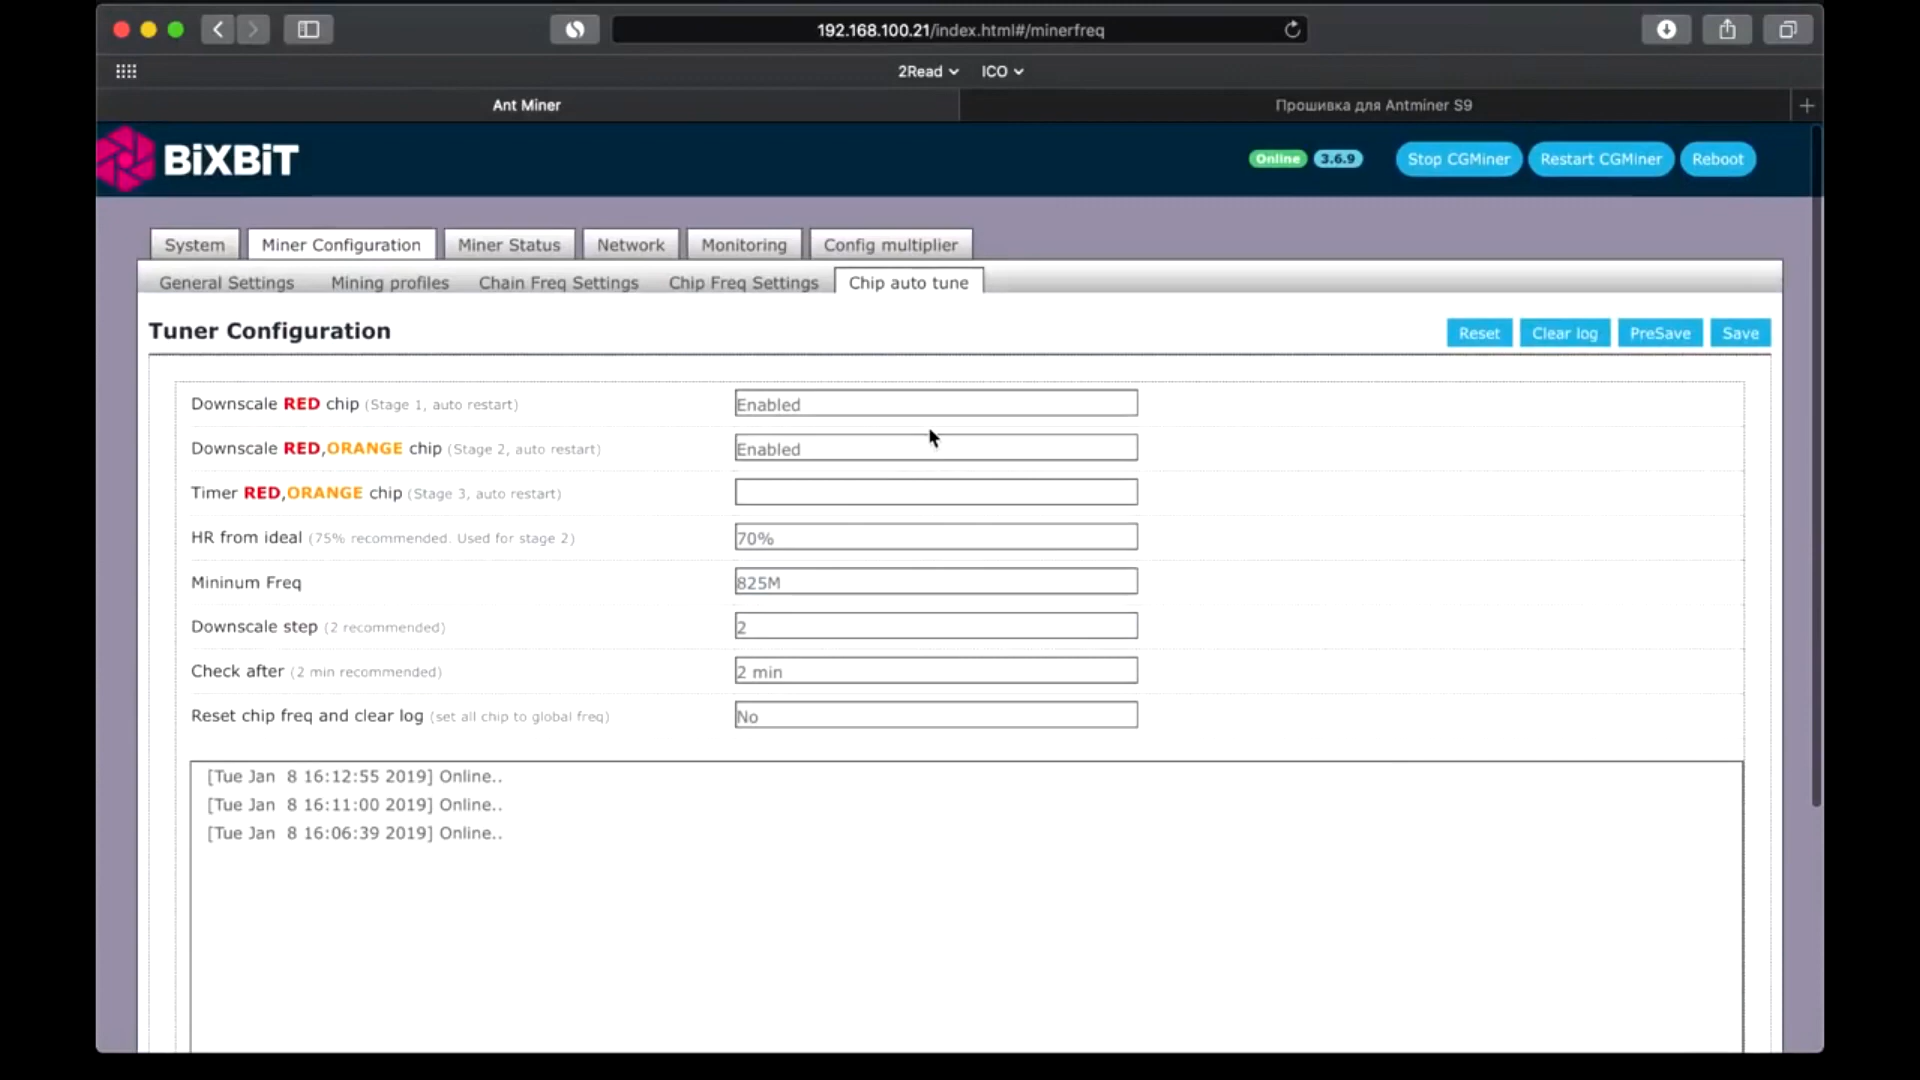 192.168.100.21/index.html#/minerfreq
2Read ICO
Ant Miner
Прошивка для Antminer S9
BiXBiT
Online 3.6.9 Stop CGMiner Restart CGMiner Reboot
System Miner Configuration Miner Status Network Monitoring Config multiplier
General Settings Mining profiles Chain Freq Settings Chip Freq Settings Chip auto tune
Tuner Configuration
Reset Clear log PreSave Save
Downscale RED chip (Stage 1, auto restart) Enabled
Downscale RED,ORANGE chip (Stage 2, auto restart) Enabled
Timer RED,ORANGE chip (Stage 3, auto restart)
HR from ideal (75% recommended. Used for stage 2) 70%
Mininum Freq 825M
Downscale step (2 recommended) 2
Check after (2 min recommended) 2 min
Reset chip freq and clear log (set all chip to global freq) No
[Tue Jan  8 16:12:55 2019] Online..
[Tue Jan  8 16:11:00 2019] Online..
[Tue Jan  8 16:06:39 2019] Online..